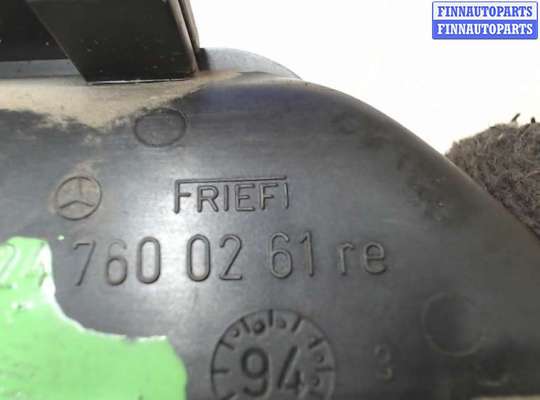 FINNAUTOPARTS
FINNAUTOPARTS
FRIEFI
760 02 61 re
94